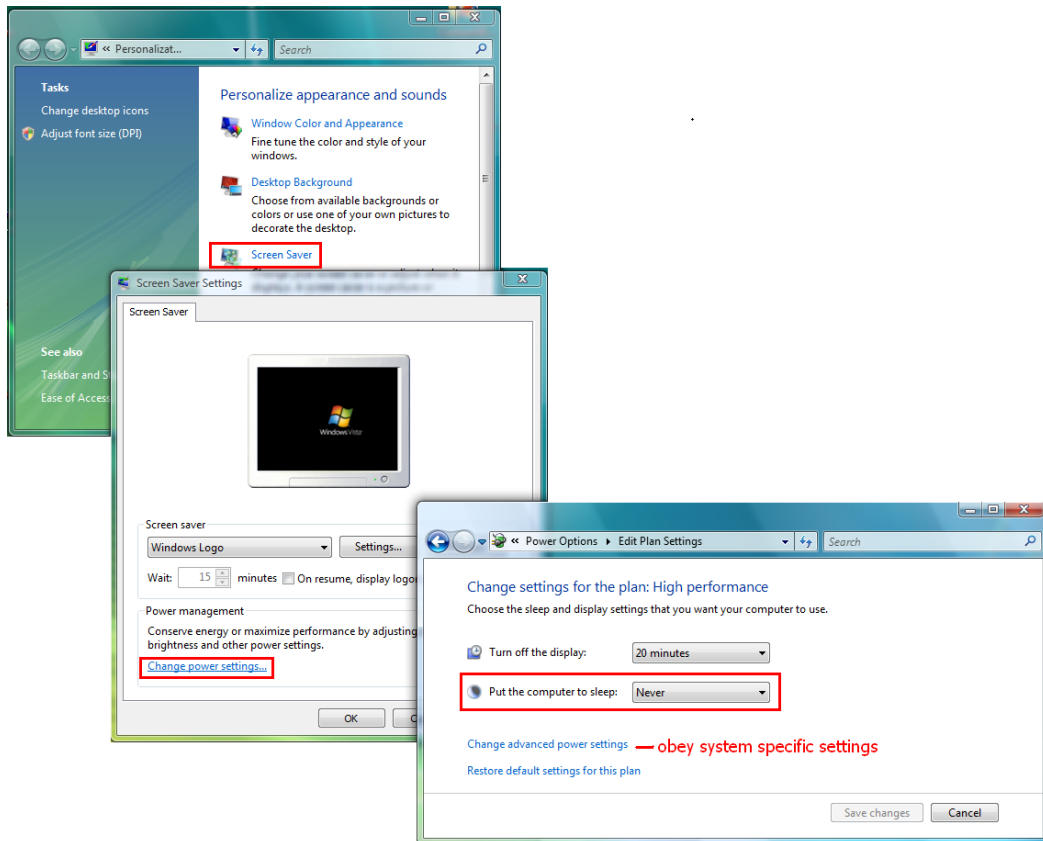 « Personalizat...
Search
Tasks
Change desktop icons
Adjust font size (DPI)
See also
Taskbar and S
Ease of Access
Personalize appearance and sounds
Window Color and Appearance
Fine tune the color and style of your
windows.
Desktop Background
Choose from available backgrounds or
colors or use one of your own pictures to
decorate the desktop.
Screen Saver
Screen Saver Settings
Screen Saver
Windows Vista
Screen saver
Windows Logo
Settings...
Wait: 15 minutes On resume, display logo
Power management
Conserve energy or maximize performance by adjusting
brightness and other power settings.
Change power settings...
OK
C
« Power Options Edit Plan Settings
Search
Change settings for the plan: High performance
Choose the sleep and display settings that you want your computer to use.
Turn off the display: 20 minutes
Put the computer to sleep: Never
Change advanced power settings — obey system specific settings
Restore default settings for this plan
Save changes
Cancel